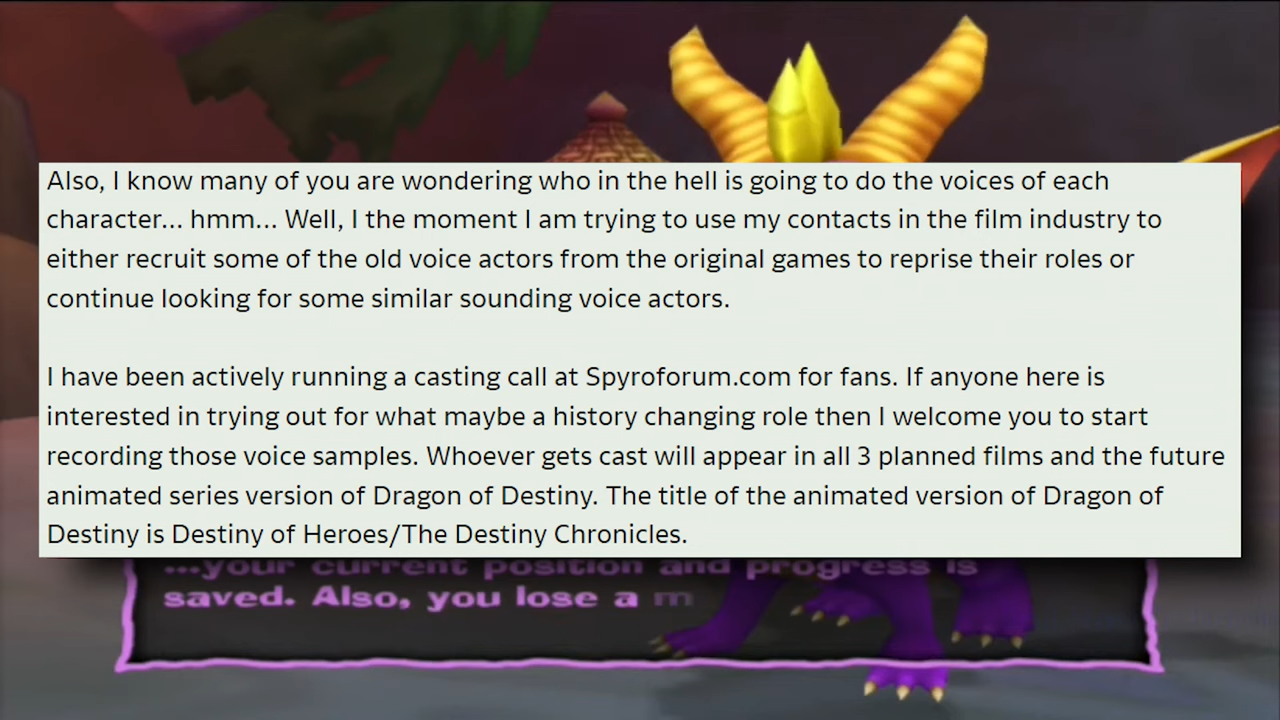 Also, I know many of you are wondering who in the hell is going to do the voices of each
character... hmm... Well, I the moment I am trying to use my contacts in the film industry to
either recruit some of the old voice actors from the original games to reprise their roles or
continue looking for some similar sounding voice actors.
I have been actively running a casting call at Spyroforum.com for fans. If anyone here is
interested in trying out for what maybe a history changing role then I welcome you to start
recording those voice samples. Whoever gets cast will appear in all 3 planned films and the future
animated series version of Dragon of Destiny. The title of the animated version of Dragon of
Destiny is Destiny of Heroes/The Destiny Chronicles.
...your current position and progress is
saved. Also, you lose a m